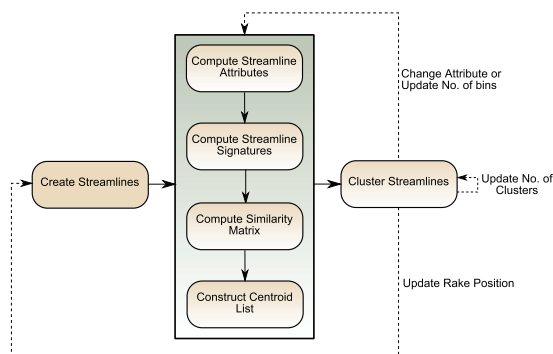 Compute Streamline
Attributes
Change Attribute or
Update No. of bins
Compute Streamline
Signatures
Create Streamlines
Cluster Streamlines
Update No. of
Clusters
Compute Similarity
Matrix
Update Rake Position
Construct Centroid
List